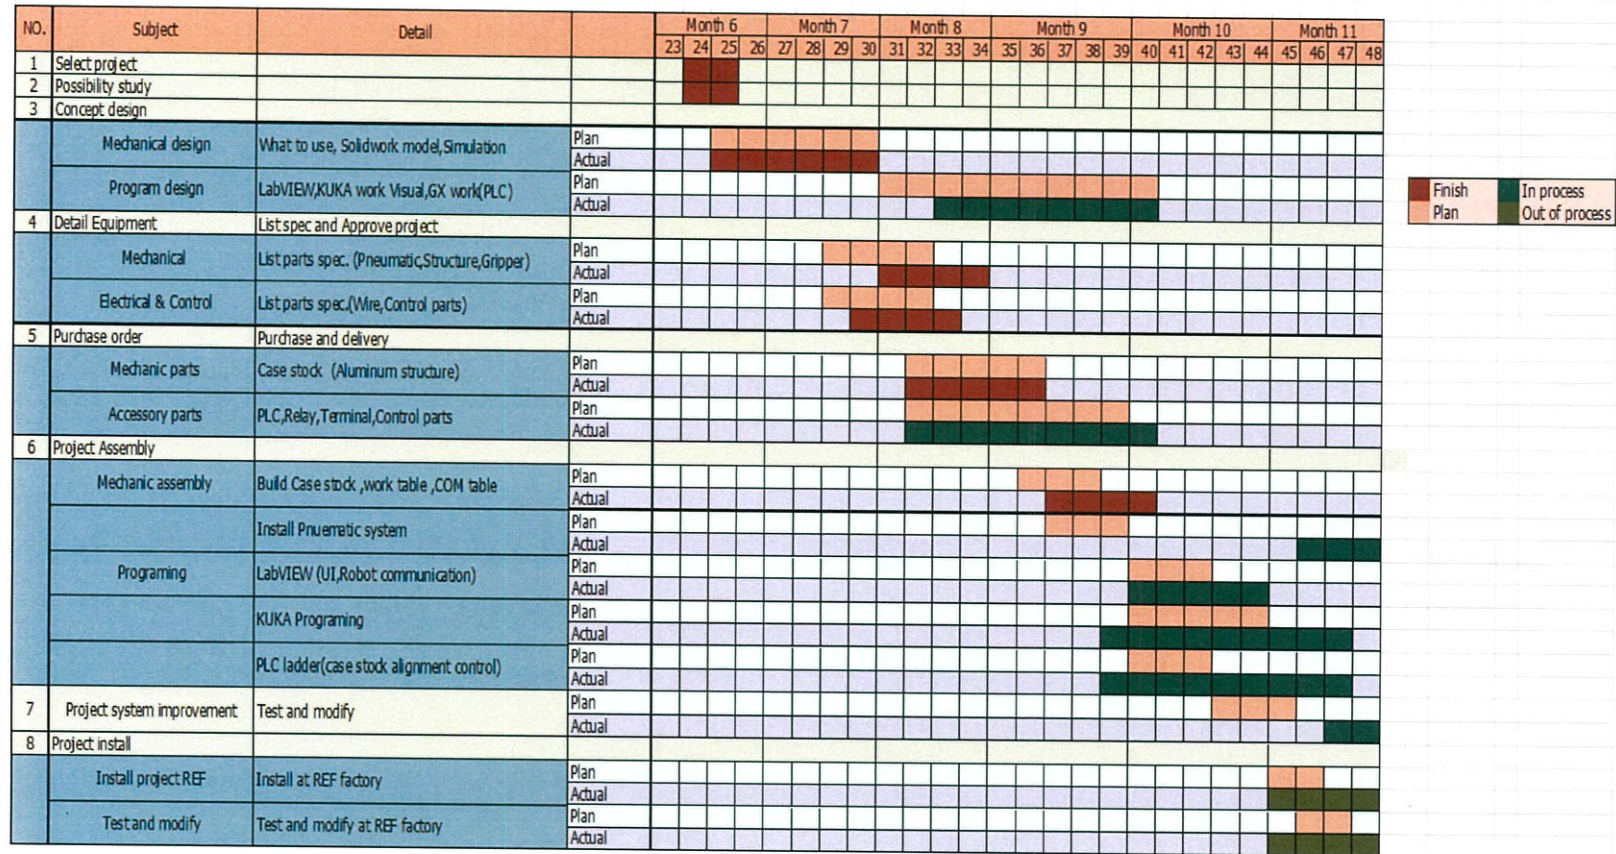 NO. Subject Detail Month 6 Month 7 Month 8 Month 9 Month 10 Month 11
23 24 25 26 27 28 29 30 31 32 33 34 35 36 37 38 39 40 41 42 43 44 45 46 47 48
1 Select project
2 Possibility study
3 Concept design
Mechanical design What to use, Solidwork model,Simulation Plan
Actual
Program design LabVIEW,KUKA work Visual,GX work(PLC) Plan
Actual
4 Detail Equipment List spec and Approve project
Mechanical List parts spec. (Pneumatic,Structure,Gripper) Plan
Actual
Electrical & Control List parts spec.(Wire,Control parts) Plan
Actual
5 Purchase order Purchase and delivery
Mechanic parts Case stock (Aluminum structure) Plan
Actual
Accessory parts PLC,Relay,Terminal,Control parts Plan
Actual
6 Project Assembly
Mechanic assembly Build Case stock ,work table ,COM table Plan
Actual
Install Pnuematic system Plan
Actual
Programing LabVIEW (UI,Robot communication) Plan
Actual
KUKA Programing Plan
Actual
PLC ladder(case stock alignment control) Plan
Actual
7 Project system improvement Test and modify Plan
Actual
8 Project install
Install project REF Install at REF factory Plan
Actual
Test and modify Test and modify at REF factory Plan
Actual
Finish In process
Plan Out of process